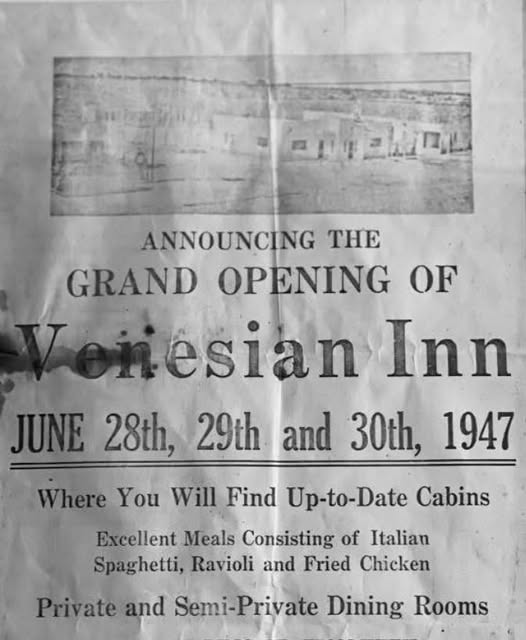 ANNOUNCING THE
GRAND OPENING OF
Venesian Inn
JUNE 28th, 29th and 30th, 1947
Where You Will Find Up-to-Date Cabins
Excellent Meals Consisting of Italian
Spaghetti, Ravioli and Fried Chicken
Private and Semi-Private Dining Rooms